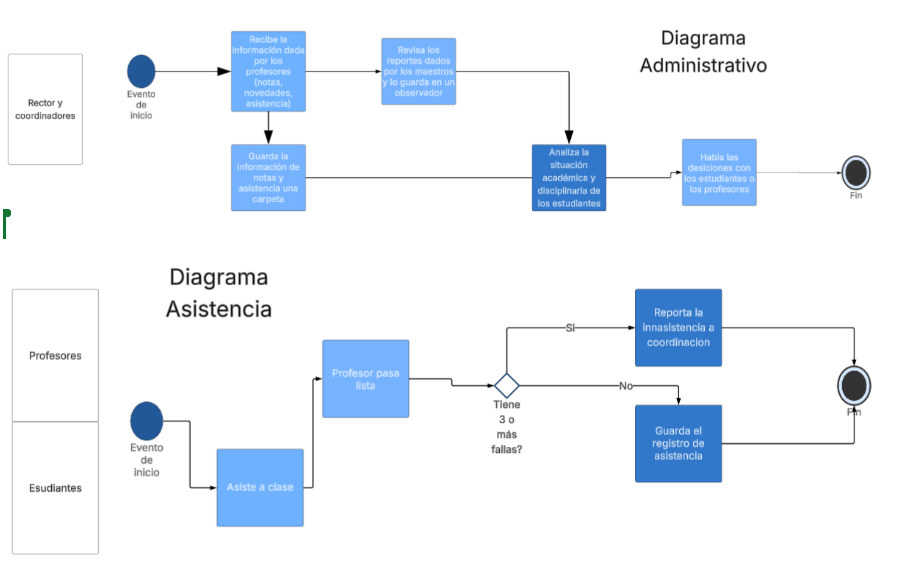 Diagrama
Administrativo
Rector y
coordinadores
Evento
de
inicio
Recibe la
información dada
por los
profesores
(notas,
novedades,
asistencia)
Revisa los
reportes dados
por los maestros
y lo guarda en un
observador
Guarda la
información de
notas y
asistencia una
carpeta
Analiza la
situación
académica y
disciplinaria de
los estudiantes
Habla las
desiciones con
los estudiantes o
los profesores
Fin
Diagrama
Asistencia
Profesores
Esudiantes
Evento
de
inicio
Asiste a clase
Profesor pasa
lista
Tiene
3 o
más
fallas?
Si
No
Reporta la
innasistencia a
coordinacion
Guarda el
registro de
asistencia
Fin